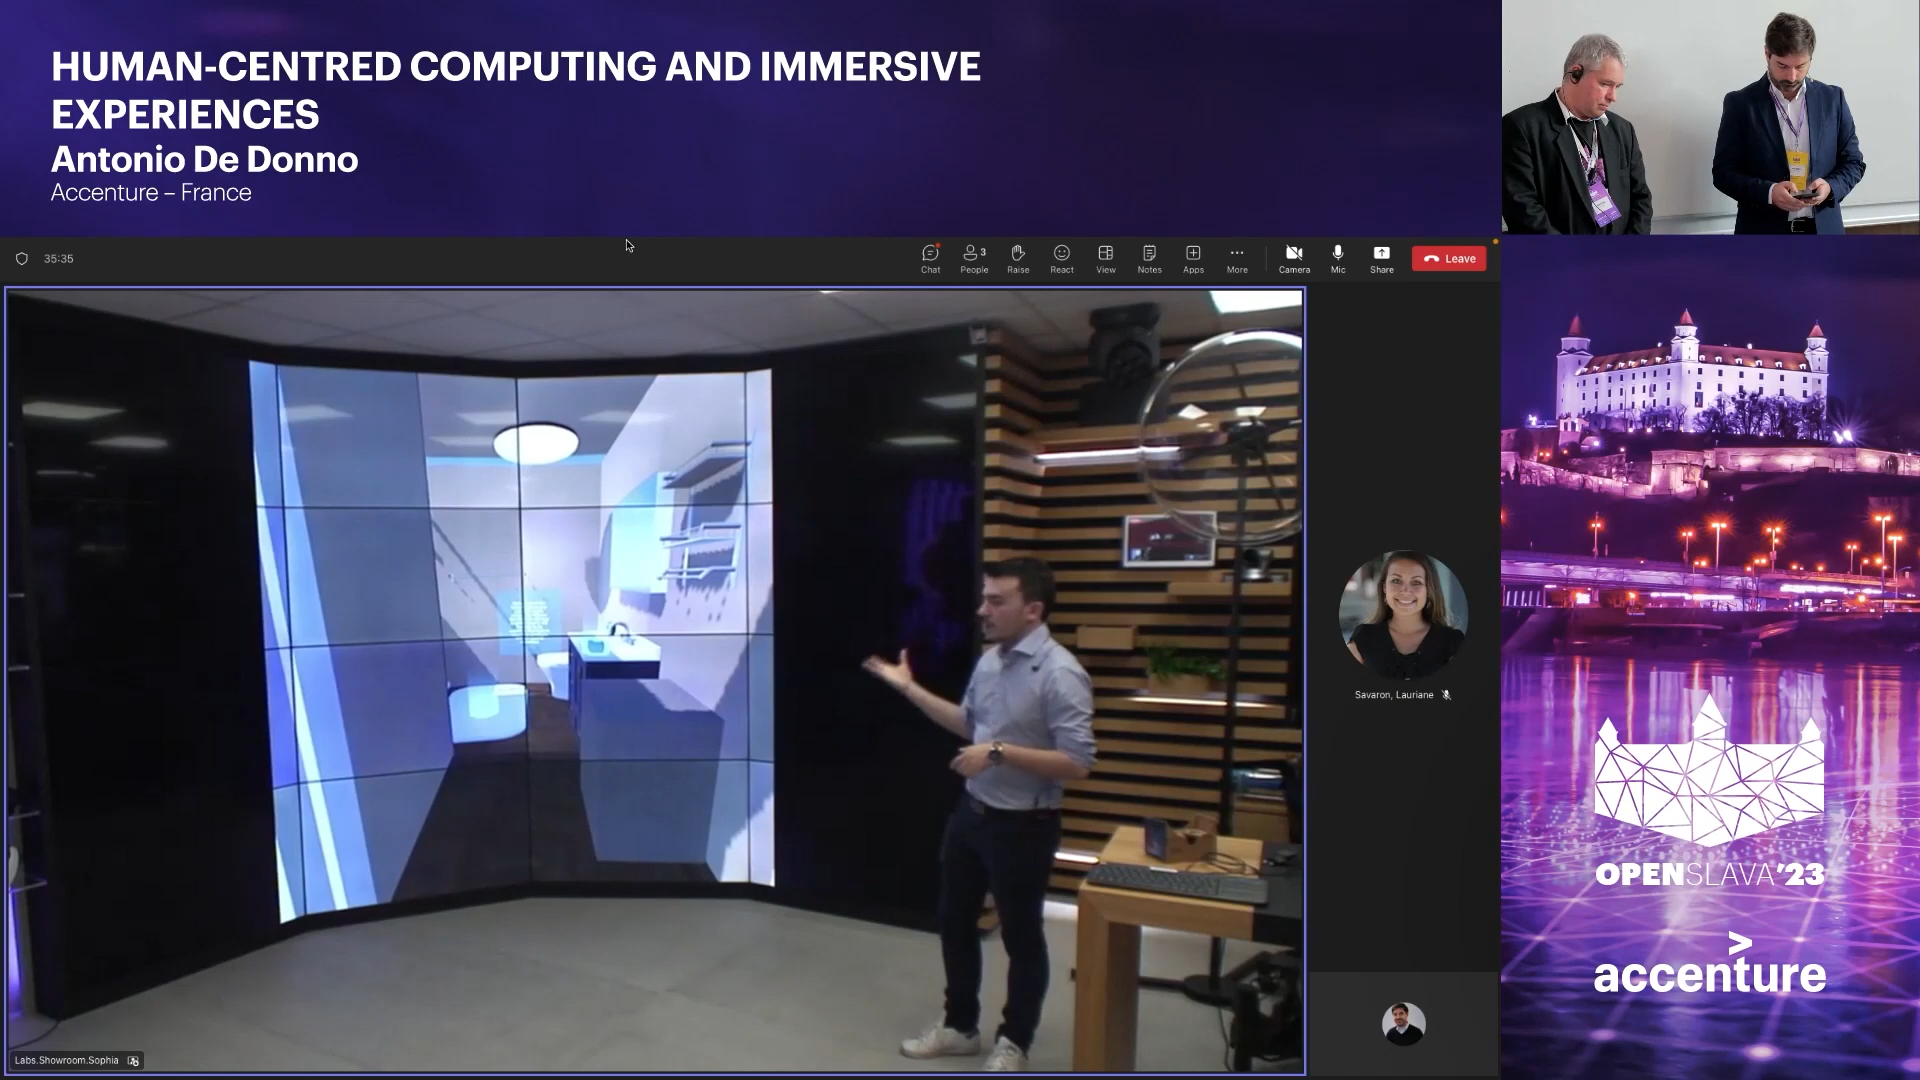 HUMAN-CENTRED COMPUTING AND IMMERSIVE
EXPERIENCES
Antonio De Donno
Accenture – France
35:35
Chat
People
3
Raise
React
View
Notes
Apps
More
Camera
Mic
Share
Leave
Savaron, Lauriane
Labs.Showroom.Sophia
OPENSLAVA'23
accenture